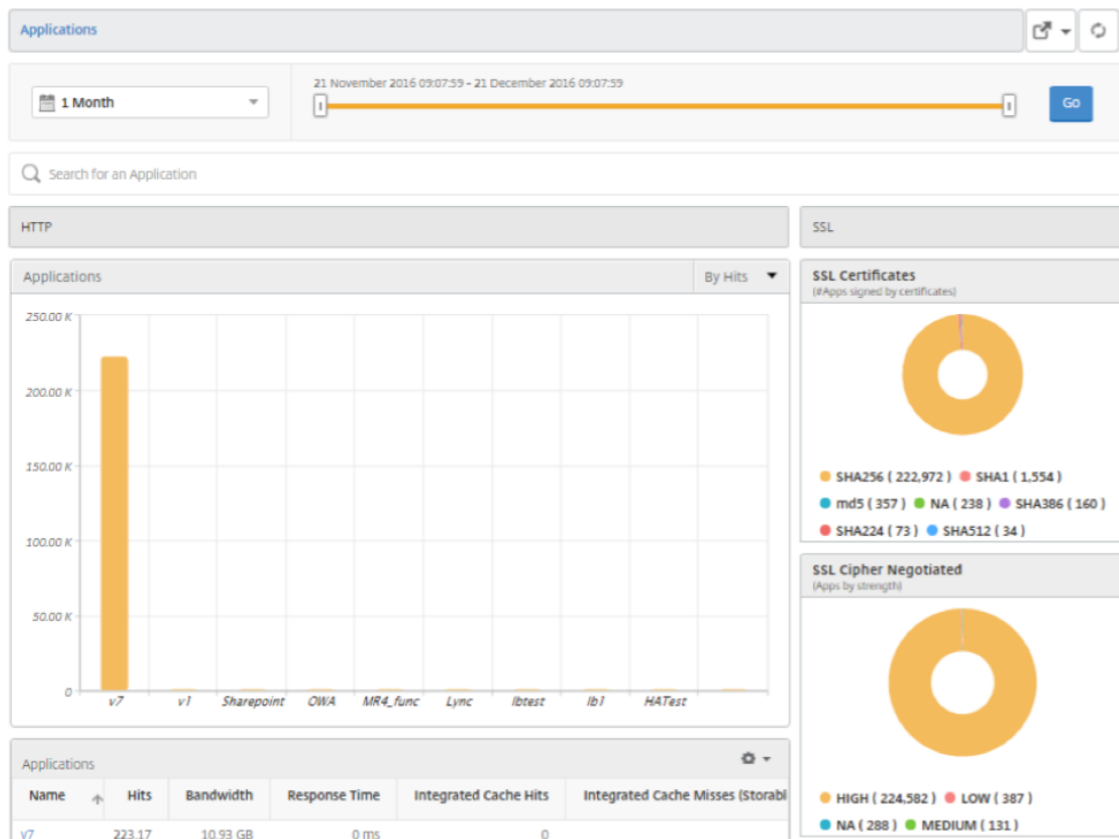 Applications
21 November 2016 09:07:59 - 21 December 2016 09:07:59
1 Month
Go
Search for an Application
HTTP
SSL
Applications
By Hits
250.00 K
200.00 K
150.00 K
100.00 K
50.00 K
0
v7 v1 Sharepoint OWA MR4_func Lync lbtest lb1 HATest
SSL Certificates
(#Apps signed by certificates)
SHA256 ( 222,972 ) SHA1 ( 1,554 )
md5 ( 357 ) NA ( 238 ) SHA386 ( 160 )
SHA224 ( 73 ) SHA512 ( 34 )
SSL Cipher Negotiated
(Apps by strength)
HIGH ( 224,582 ) LOW ( 387 )
NA ( 288 ) MEDIUM ( 131 )
Applications
Name Hits Bandwidth Response Time Integrated Cache Hits Integrated Cache Misses (Storabl
v7 223.17 10.93 GB 0 ms 0